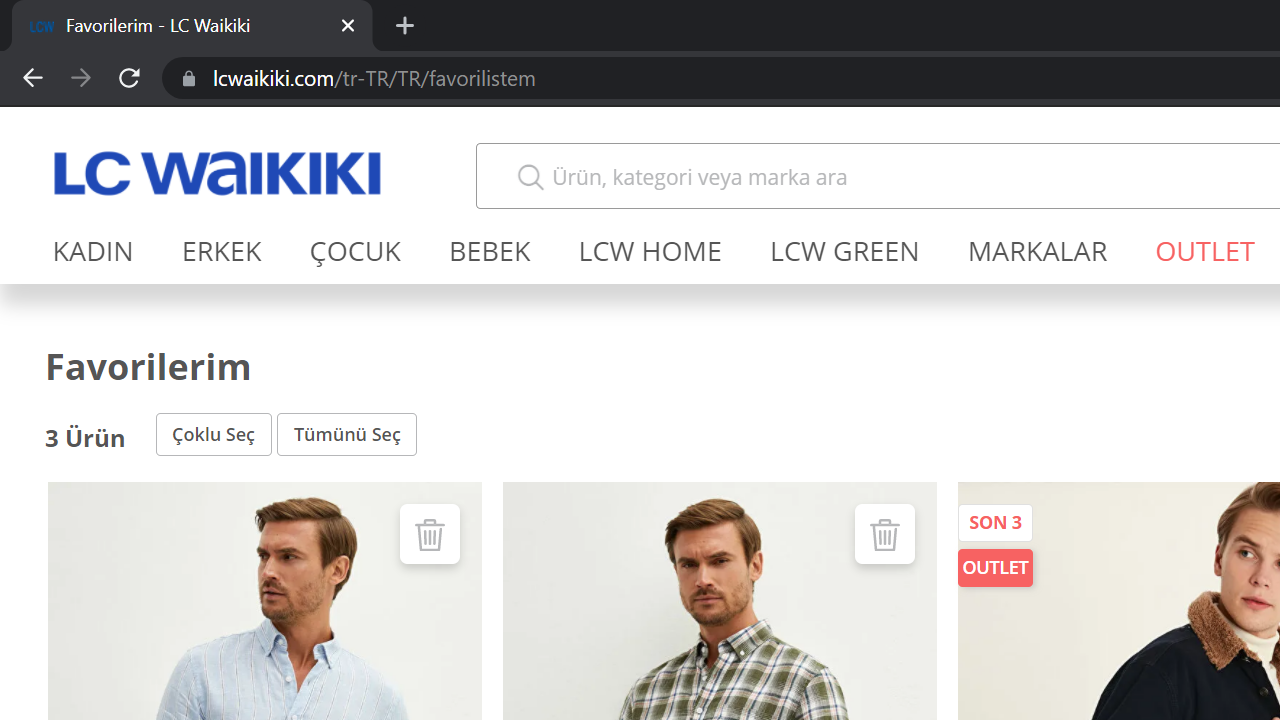 LCW Favorilerim - LC Waikiki
lcwaikiki.com/tr-TR/TR/favorilistem
LC WAIKIKI
Ürün, kategori veya marka ara
KADIN ERKEK ÇOCUK BEBEK LCW HOME LCW GREEN MARKALAR OUTLET
Favorilerim
3 Ürün Çoklu Seç Tümünü Seç
SON 3
OUTLET